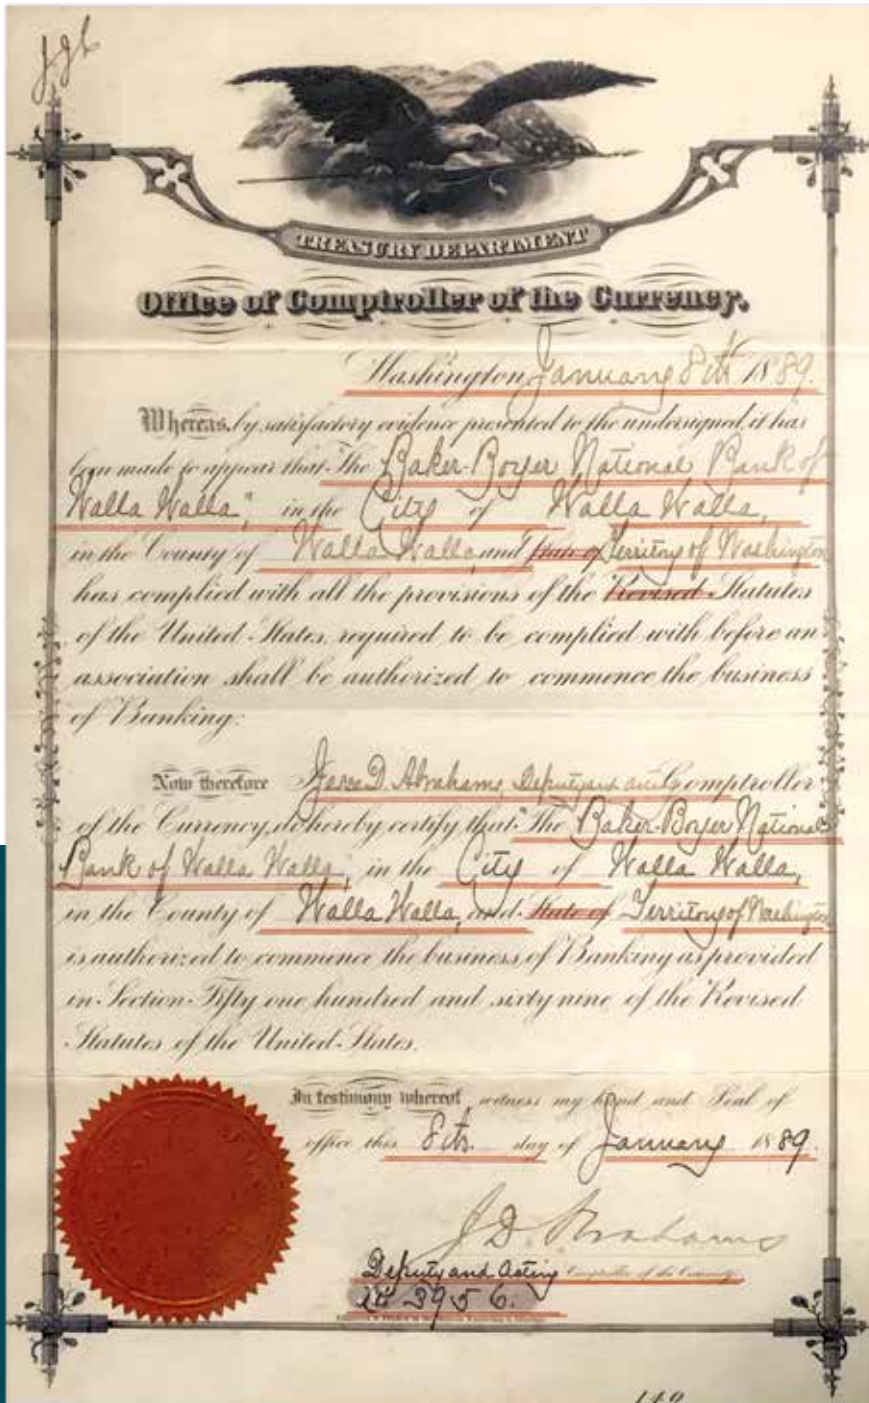 TREASURY DEPARTMENT
Office of Comptroller of the Currency.
Washington, January 8th 1889.
Whereas, by satisfactory evidence presented to the undersigned, it has
been made to appear that "The Baker-Boyer National Bank of
Walla Walla", in the City of Walla Walla,
in the County of Walla Walla, and State of Territory of Washington
has complied with all the provisions of the Revised Statutes
of the United States, required to be complied with before an
association shall be authorized to commence the business
of Banking:
Now therefore I, D. Abrahams, Deputy and Comptroller
of the Currency, do hereby certify that "The Baker-Boyer National
Bank of Walla Walla", in the City of Walla Walla,
in the County of Walla Walla, and State of Territory of Washington
is authorized to commence the business of Banking as provided
in Section Fifty one hundred and sixty nine of the Revised
Statutes of the United States.
In testimony whereof, witness my hand and Seal of
office this 8th day of January 1889.
J D Abrahams
Deputy and Acting Comptroller of the Currency.
3956.